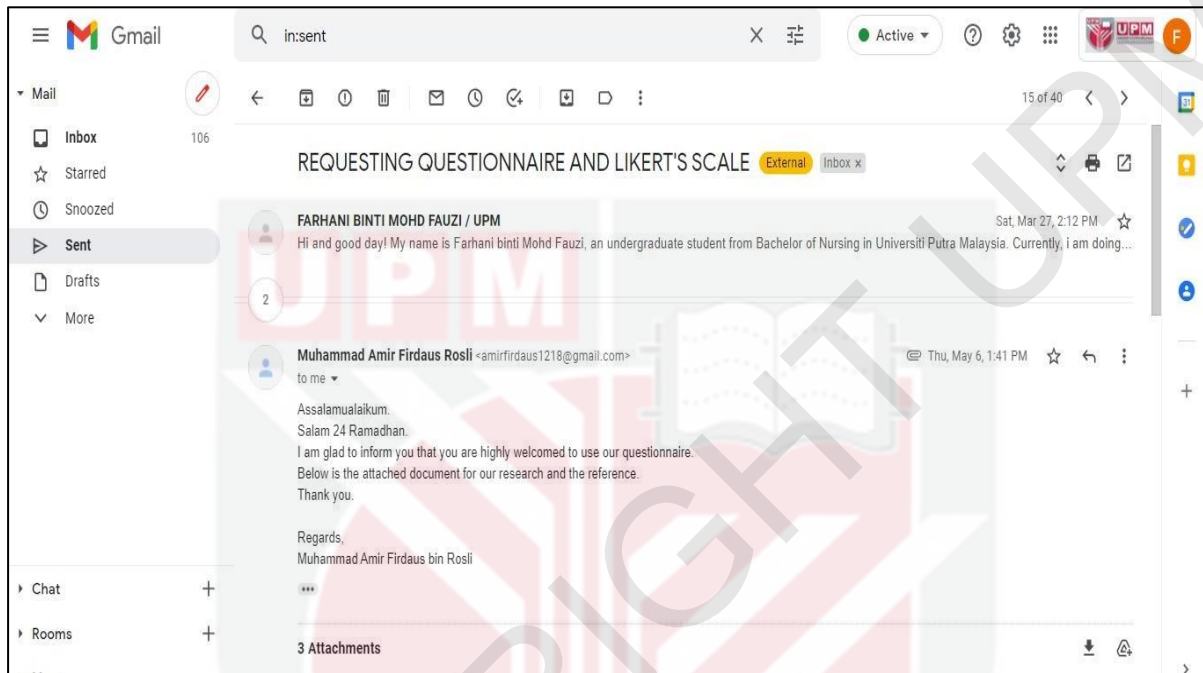 Gmail
in:sent
Active
UPM
F
Mail
15 of 40
31
Inbox 106
REQUESTING QUESTIONNAIRE AND LIKERT'S SCALE External Inbox x
Starred
Snoozed
FARHANI BINTI MOHD FAUZI / UPM Sat, Mar 27, 2:12 PM
Hi and good day! My name is Farhani binti Mohd Fauzi, an undergraduate student from Bachelor of Nursing in Universiti Putra Malaysia. Currently, i am doing...
Sent
Drafts
2
More
Muhammad Amir Firdaus Rosli <amirfirdaus1218@gmail.com> Thu, May 6, 1:41 PM
to me
Assalamualaikum.
Salam 24 Ramadhan.
I am glad to inform you that you are highly welcomed to use our questionnaire.
Below is the attached document for our research and the reference.
Thank you.
Regards,
Muhammad Amir Firdaus bin Rosli
Chat
Rooms
3 Attachments
UPM
COPYRIGHT UPM